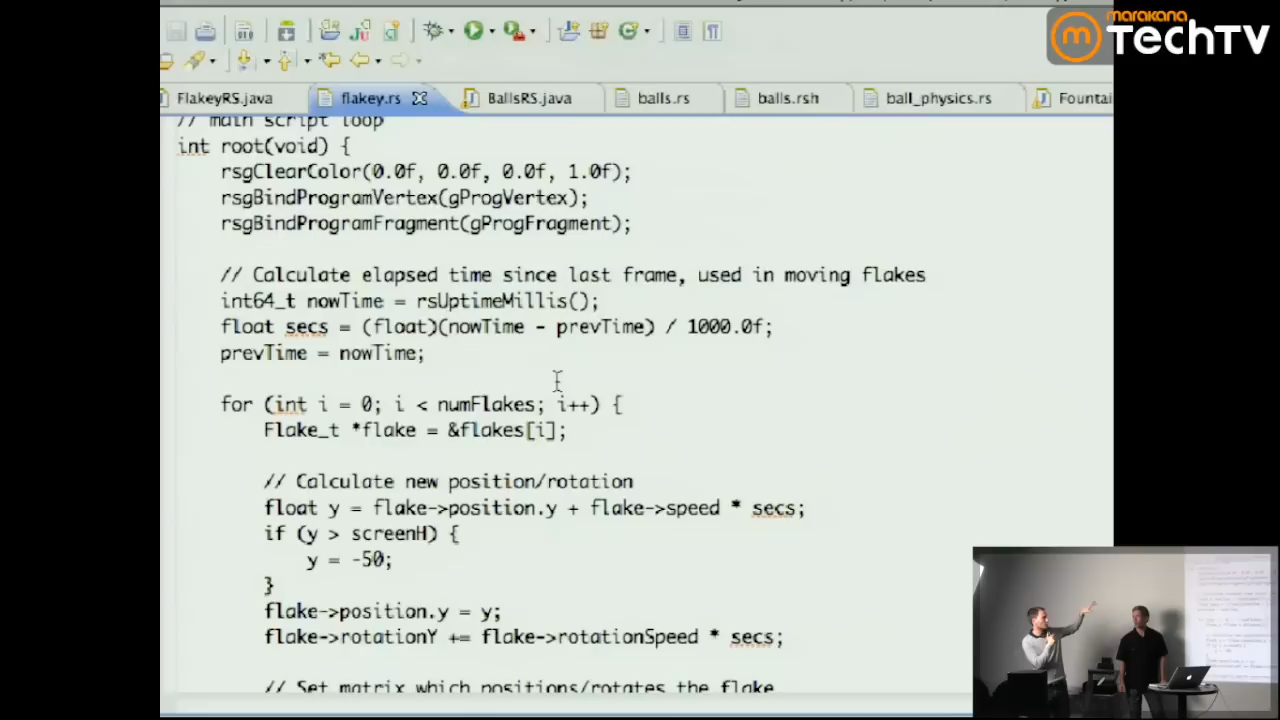 marakana
TechTV
FlakeyRS.java
flakey.rs
BallsRS.java
balls.rs
balls.rsh
ball_physics.rs
Fountai
// main script loop
int root(void) {
rsgClearColor(0.0f, 0.0f, 0.0f, 1.0f);
rsgBindProgramVertex(gProgVertex);
rsgBindProgramFragment(gProgFragment);
// Calculate elapsed time since last frame, used in moving flakes
int64_t nowTime = rsUptimeMillis();
float secs = (float)(nowTime - prevTime) / 1000.0f;
prevTime = nowTime;
for (int i = 0; i < numFlakes; i++) {
Flake_t *flake = &flakes[i];
// Calculate new position/rotation
float y = flake->position.y + flake->speed * secs;
if (y > screenH) {
y = -50;
}
flake->position.y = y;
flake->rotationY += flake->rotationSpeed * secs;
// Set matrix which positions/rotates the flake